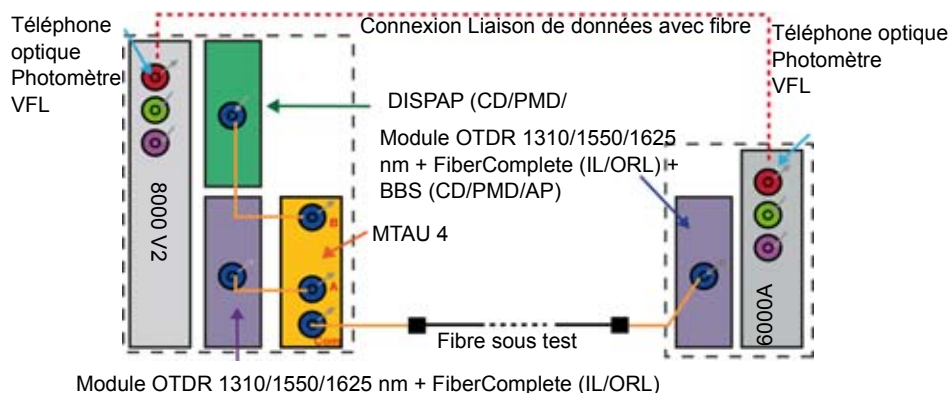 Connexion Liaison de données avec fibre
Téléphone
optique
Photomètre
VFL
Téléphone optique
Photomètre
VFL
8000 V2
DISPAP (CD/PMD/
Module OTDR 1310/1550/1625
nm + FiberComplete (IL/ORL) +
BBS (CD/PMD/AP)
B
MTAU 4
A
Com
6000A
Fibre sous test
Module OTDR 1310/1550/1625 nm + FiberComplete (IL/ORL)